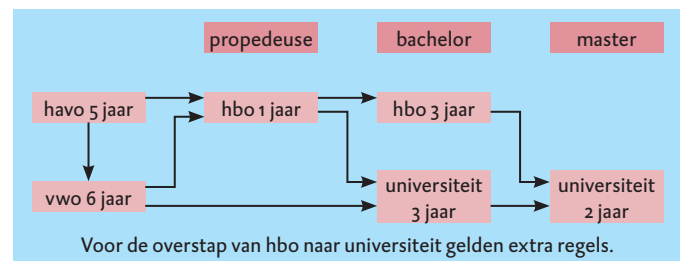 propedeuse
bachelor
master
havo 5 jaar
hbo 1 jaar
hbo 3 jaar
vwo 6 jaar
universiteit
3 jaar
universiteit
2 jaar
Voor de overstap van hbo naar universiteit gelden extra regels.